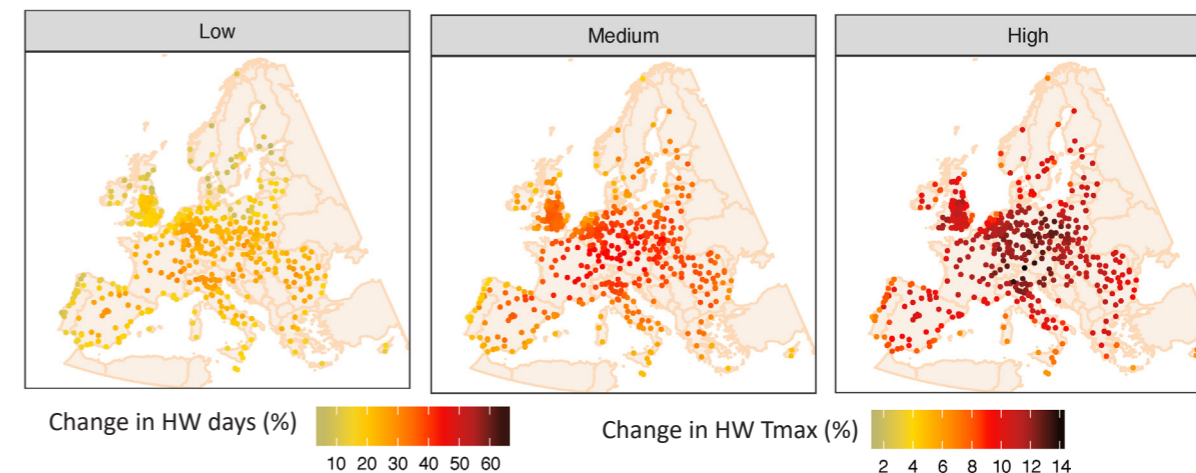 Low
Medium
High
Change in HW days (%)
10 20 30 40 50 60
Change in HW Tmax (%)
2 4 6 8 10 12 14